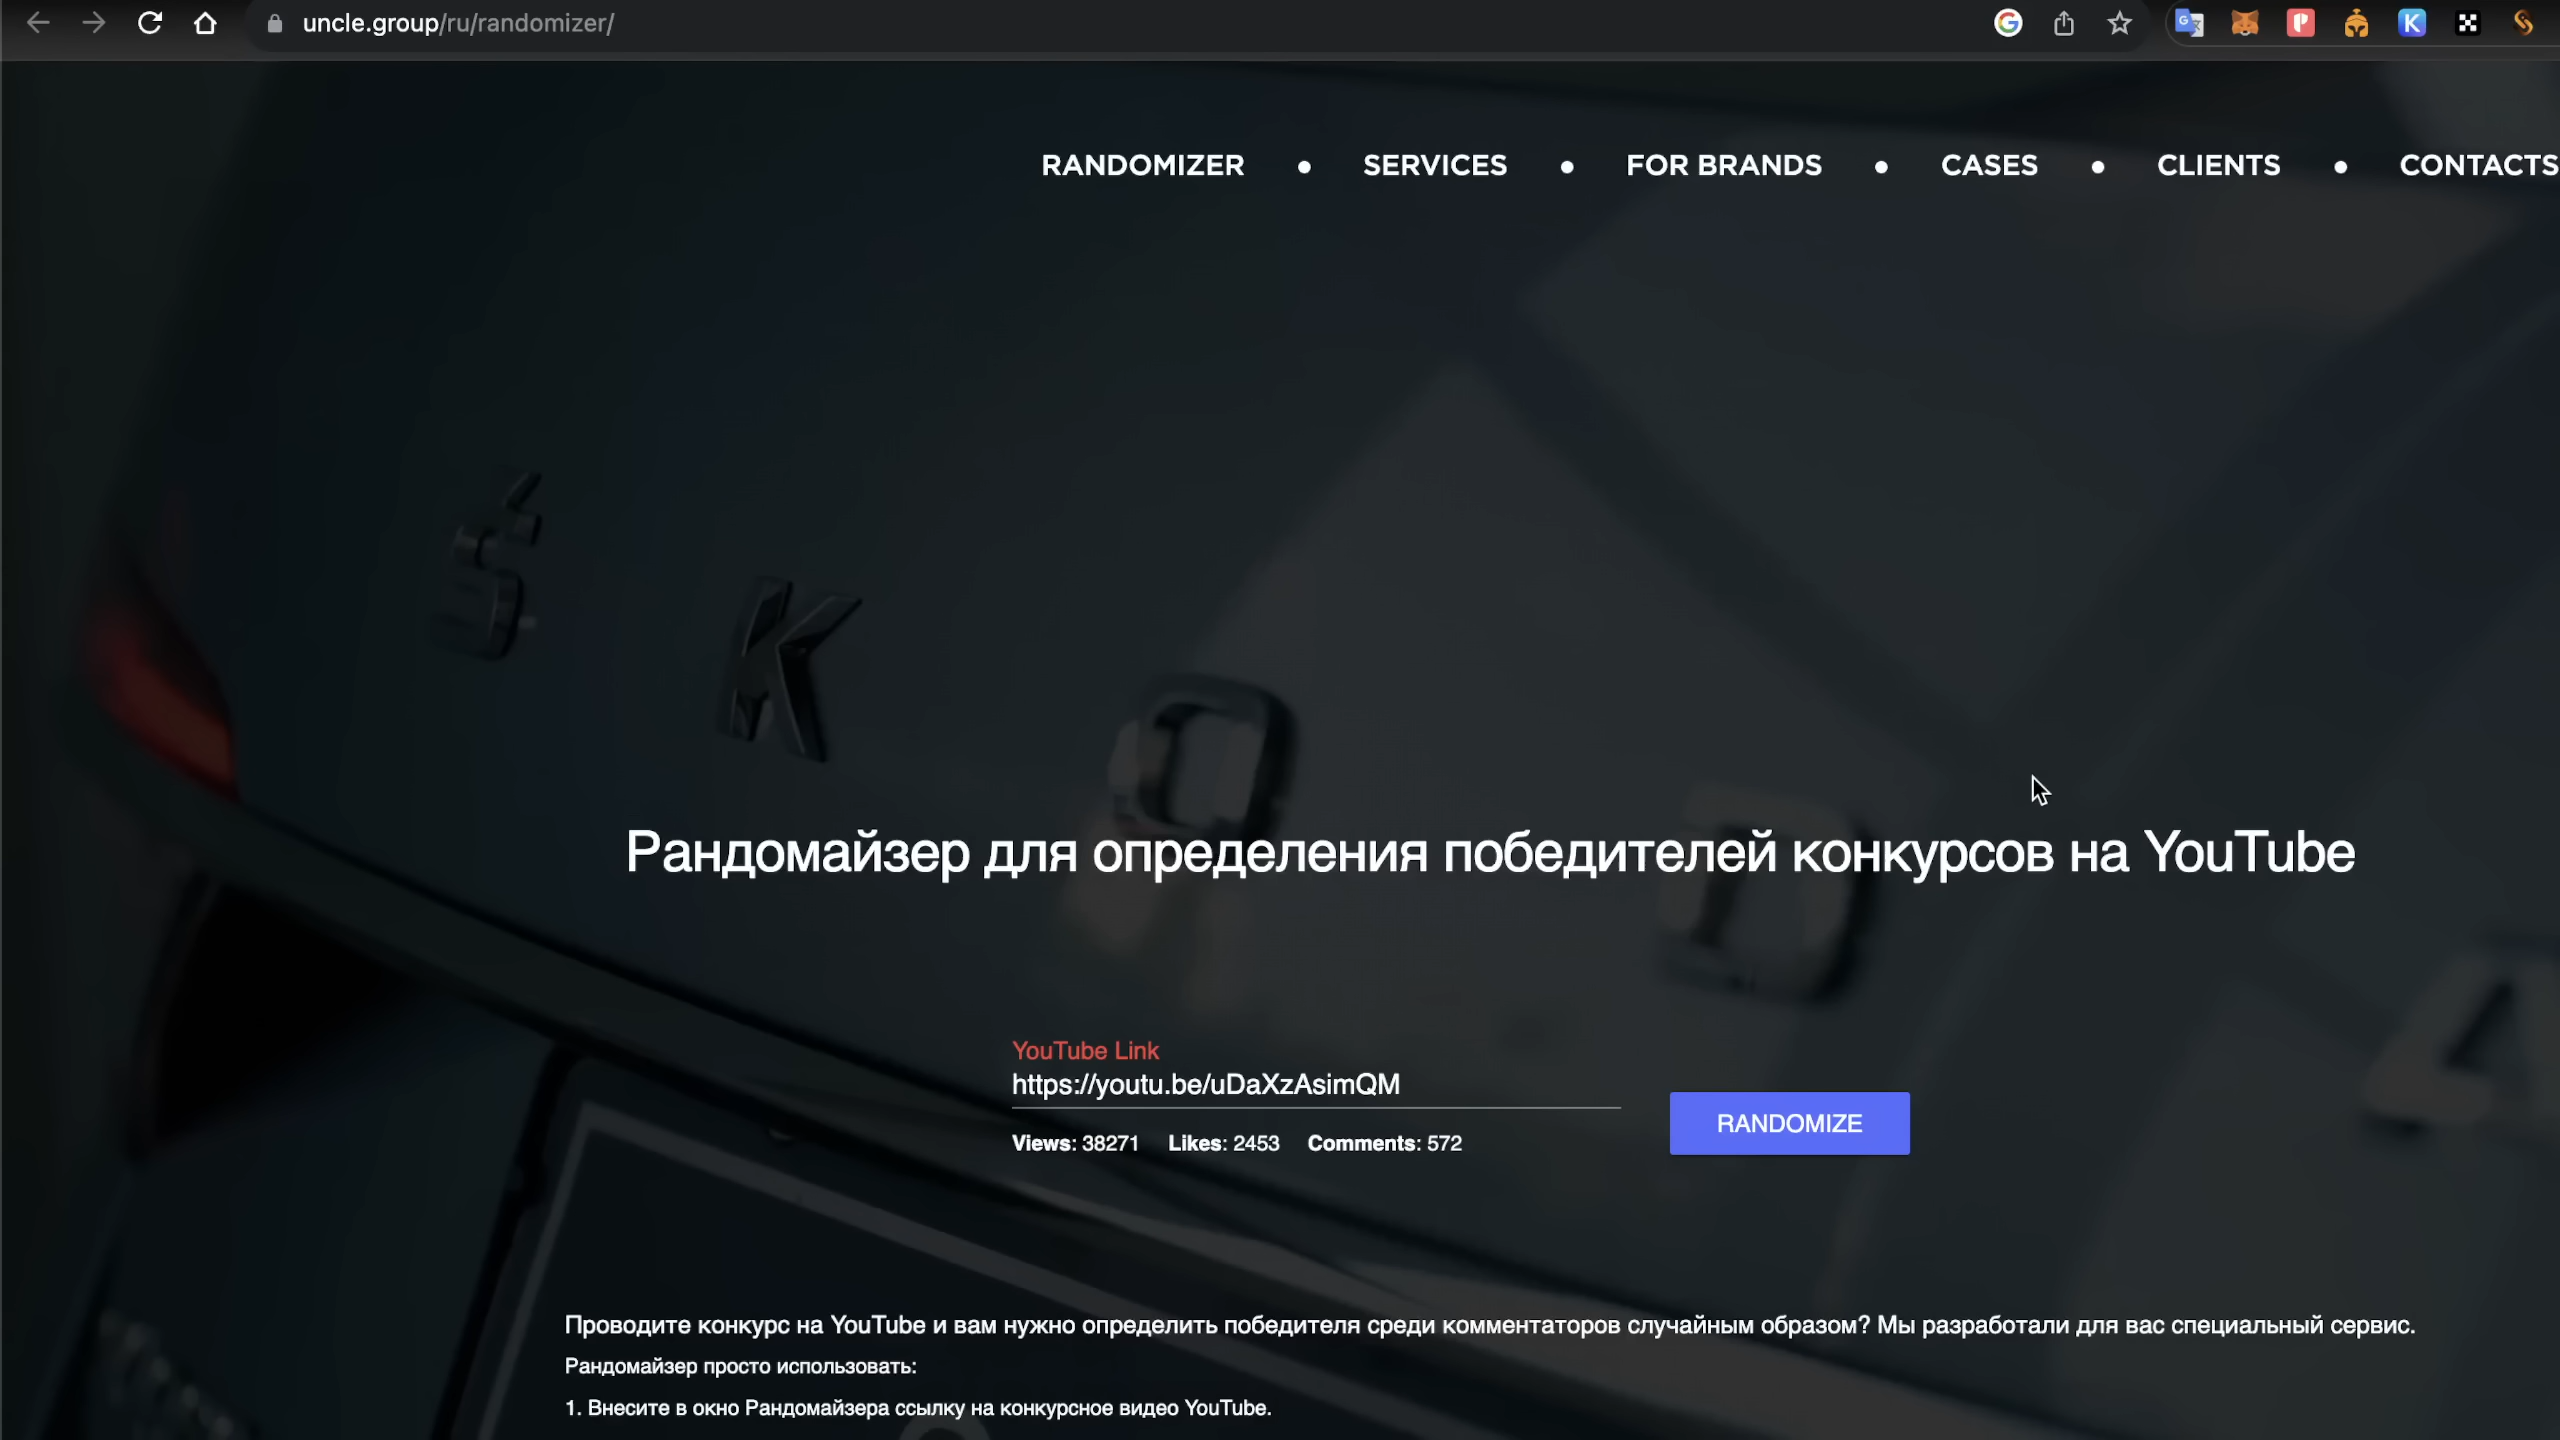 uncle.group/ru/randomizer/
RANDOMIZER • SERVICES • FOR BRANDS • CASES • CLIENTS • CONTACTS
ŠKODA
Рандомайзер для определения победителей конкурсов на YouTube
YouTube Link
https://youtu.be/uDaXzAsimQM
Views: 38271 Likes: 2453 Comments: 572
RANDOMIZE
Проводите конкурс на YouTube и вам нужно определить победителя среди комментаторов случайным образом? Мы разработали для вас специальный сервис.
Рандомайзер просто использовать:
1. Внесите в окно Рандомайзера ссылку на конкурсное видео YouTube.